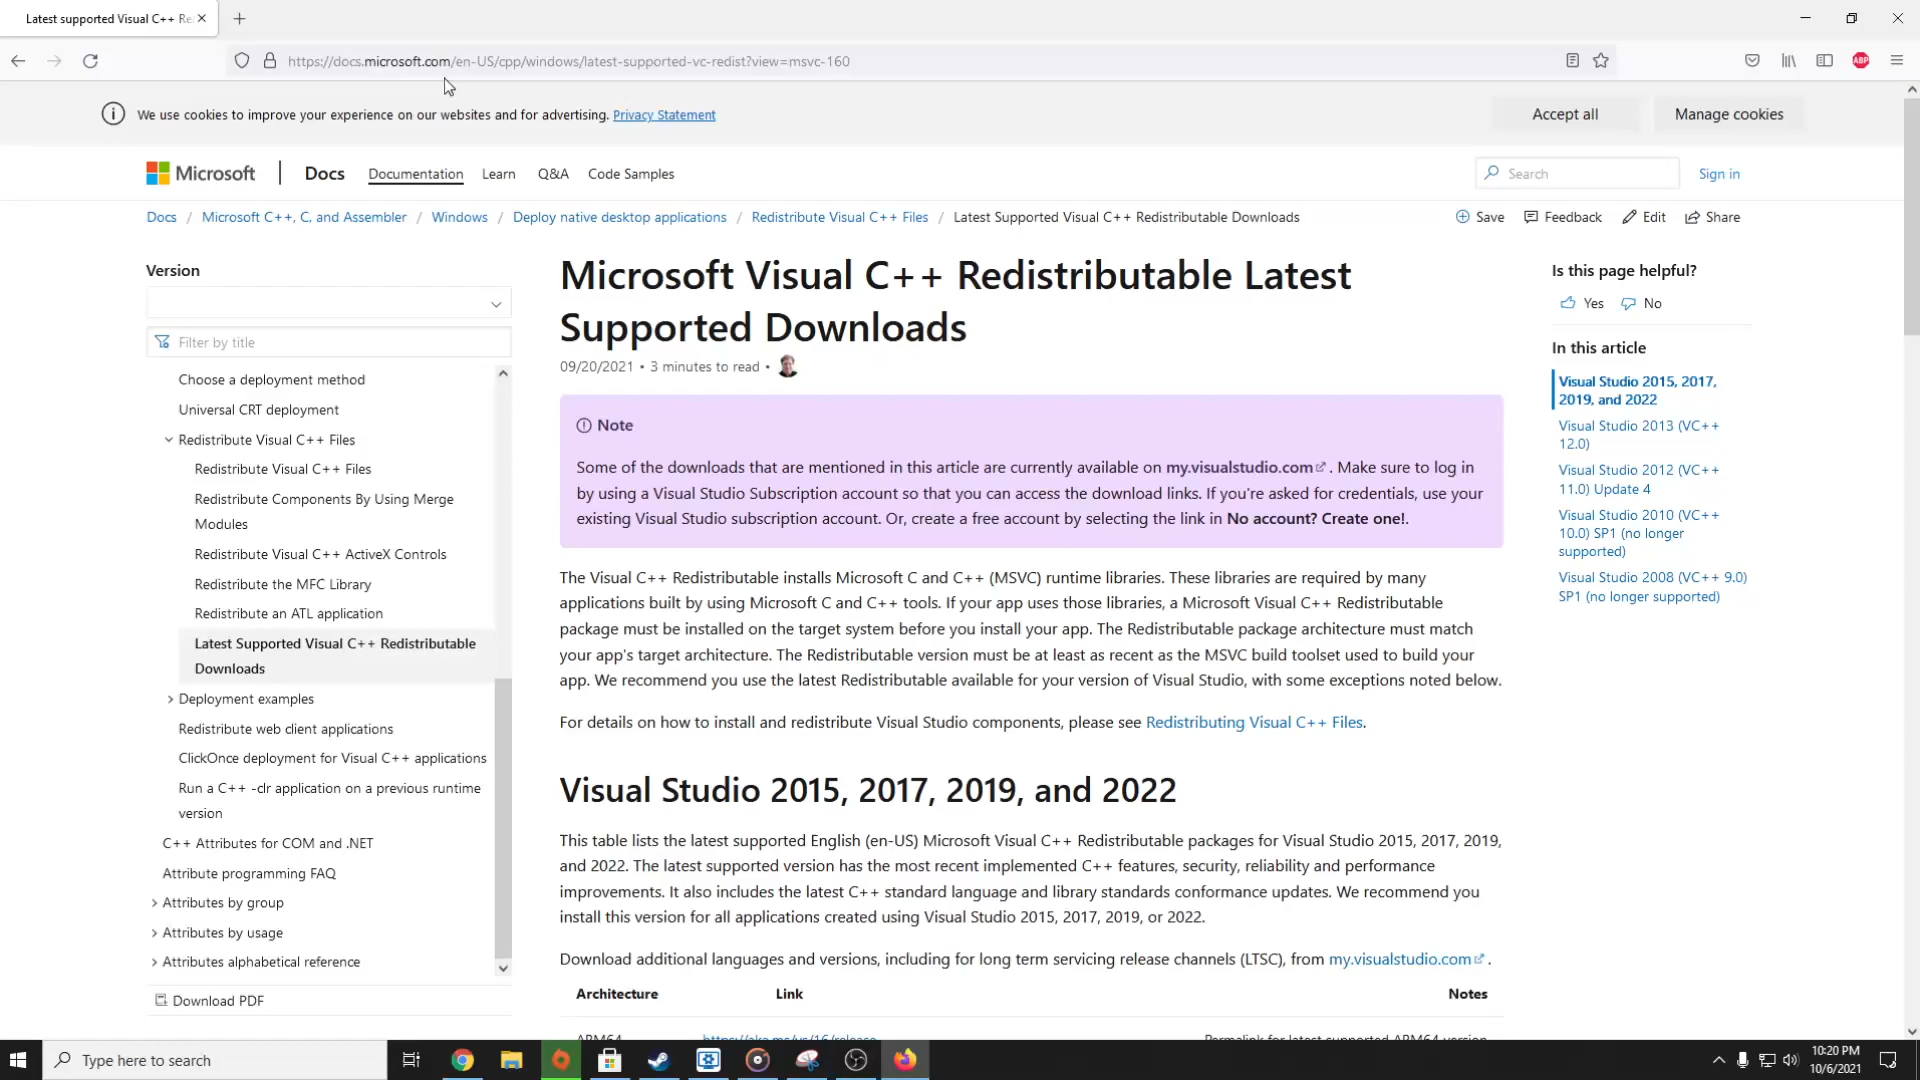 Latest supported Visual C++ Re
https://docs.microsoft.com/en-US/cpp/windows/latest-supported-vc-redist?view=msvc-160
ABP
We use cookies to improve your experience on our websites and for advertising. Privacy Statement
Accept all
Manage cookies
Microsoft
Docs
Documentation
Learn
Q&A
Code Samples
Search
Sign in
Docs / Microsoft C++, C, and Assembler / Windows / Deploy native desktop applications / Redistribute Visual C++ Files / Latest Supported Visual C++ Redistributable Downloads
Save
Feedback
Edit
Share
Version
Filter by title
Choose a deployment method
Universal CRT deployment
Redistribute Visual C++ Files
Redistribute Visual C++ Files
Redistribute Components By Using Merge
Modules
Redistribute Visual C++ ActiveX Controls
Redistribute the MFC Library
Redistribute an ATL application
Latest Supported Visual C++ Redistributable
Downloads
Deployment examples
Redistribute web client applications
ClickOnce deployment for Visual C++ applications
Run a C++ -clr application on a previous runtime
version
C++ Attributes for COM and .NET
Attribute programming FAQ
Attributes by group
Attributes by usage
Attributes alphabetical reference
Download PDF
Microsoft Visual C++ Redistributable Latest
Supported Downloads
09/20/2021 • 3 minutes to read •
Note
Some of the downloads that are mentioned in this article are currently available on my.visualstudio.com . Make sure to log in
by using a Visual Studio Subscription account so that you can access the download links. If you're asked for credentials, use your
existing Visual Studio subscription account. Or, create a free account by selecting the link in No account? Create one!.
The Visual C++ Redistributable installs Microsoft C and C++ (MSVC) runtime libraries. These libraries are required by many
applications built by using Microsoft C and C++ tools. If your app uses those libraries, a Microsoft Visual C++ Redistributable
package must be installed on the target system before you install your app. The Redistributable package architecture must match
your app's target architecture. The Redistributable version must be at least as recent as the MSVC build toolset used to build your
app. We recommend you use the latest Redistributable available for your version of Visual Studio, with some exceptions noted below.
For details on how to install and redistribute Visual Studio components, please see Redistributing Visual C++ Files.
Visual Studio 2015, 2017, 2019, and 2022
This table lists the latest supported English (en-US) Microsoft Visual C++ Redistributable packages for Visual Studio 2015, 2017, 2019,
and 2022. The latest supported version has the most recent implemented C++ features, security, reliability and performance
improvements. It also includes the latest C++ standard language and library standards conformance updates. We recommend you
install this version for all applications created using Visual Studio 2015, 2017, 2019, or 2022.
Download additional languages and versions, including for long term servicing release channels (LTSC), from my.visualstudio.com .
Architecture
Link
Notes
ARM64
https://aka.ms/vs/16/release
Permalink for latest supported ARM64 version
Is this page helpful?
Yes
No
In this article
Visual Studio 2015, 2017,
2019, and 2022
Visual Studio 2013 (VC++
12.0)
Visual Studio 2012 (VC++
11.0) Update 4
Visual Studio 2010 (VC++
10.0) SP1 (no longer
supported)
Visual Studio 2008 (VC++ 9.0)
SP1 (no longer supported)
Type here to search
10:20 PM
10/6/2021